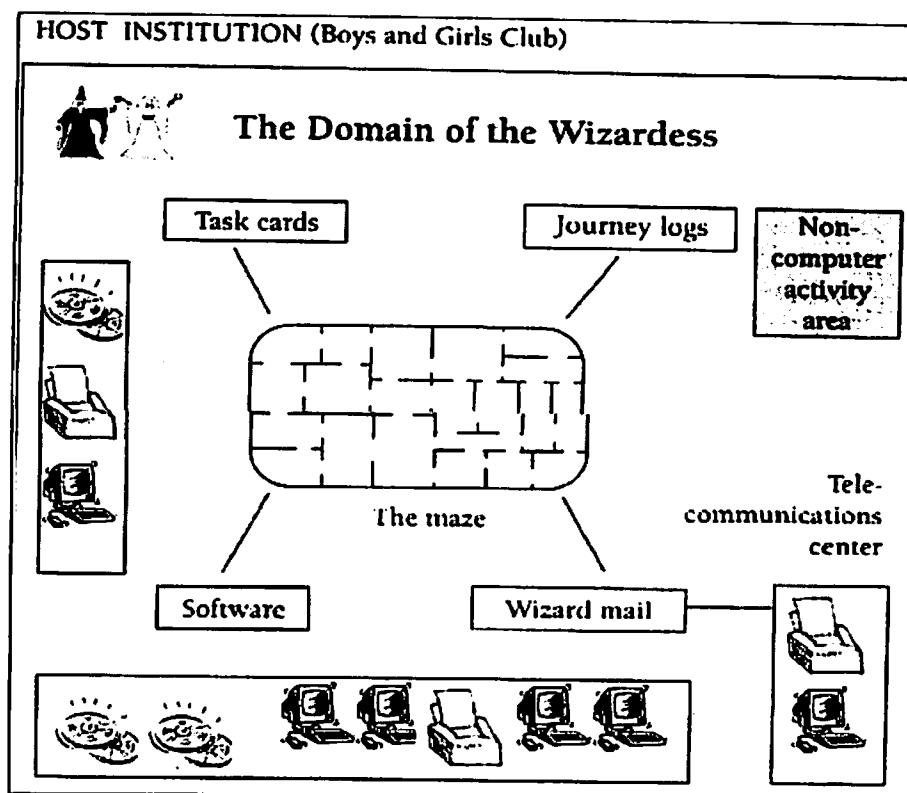 HOST INSTITUTION (Boys and Girls Club)
The Domain of the Wizardess
Task cards
Journey logs
Non-
computer
activity
area
The maze
Tele-
communications
center
Software
Wizard mail